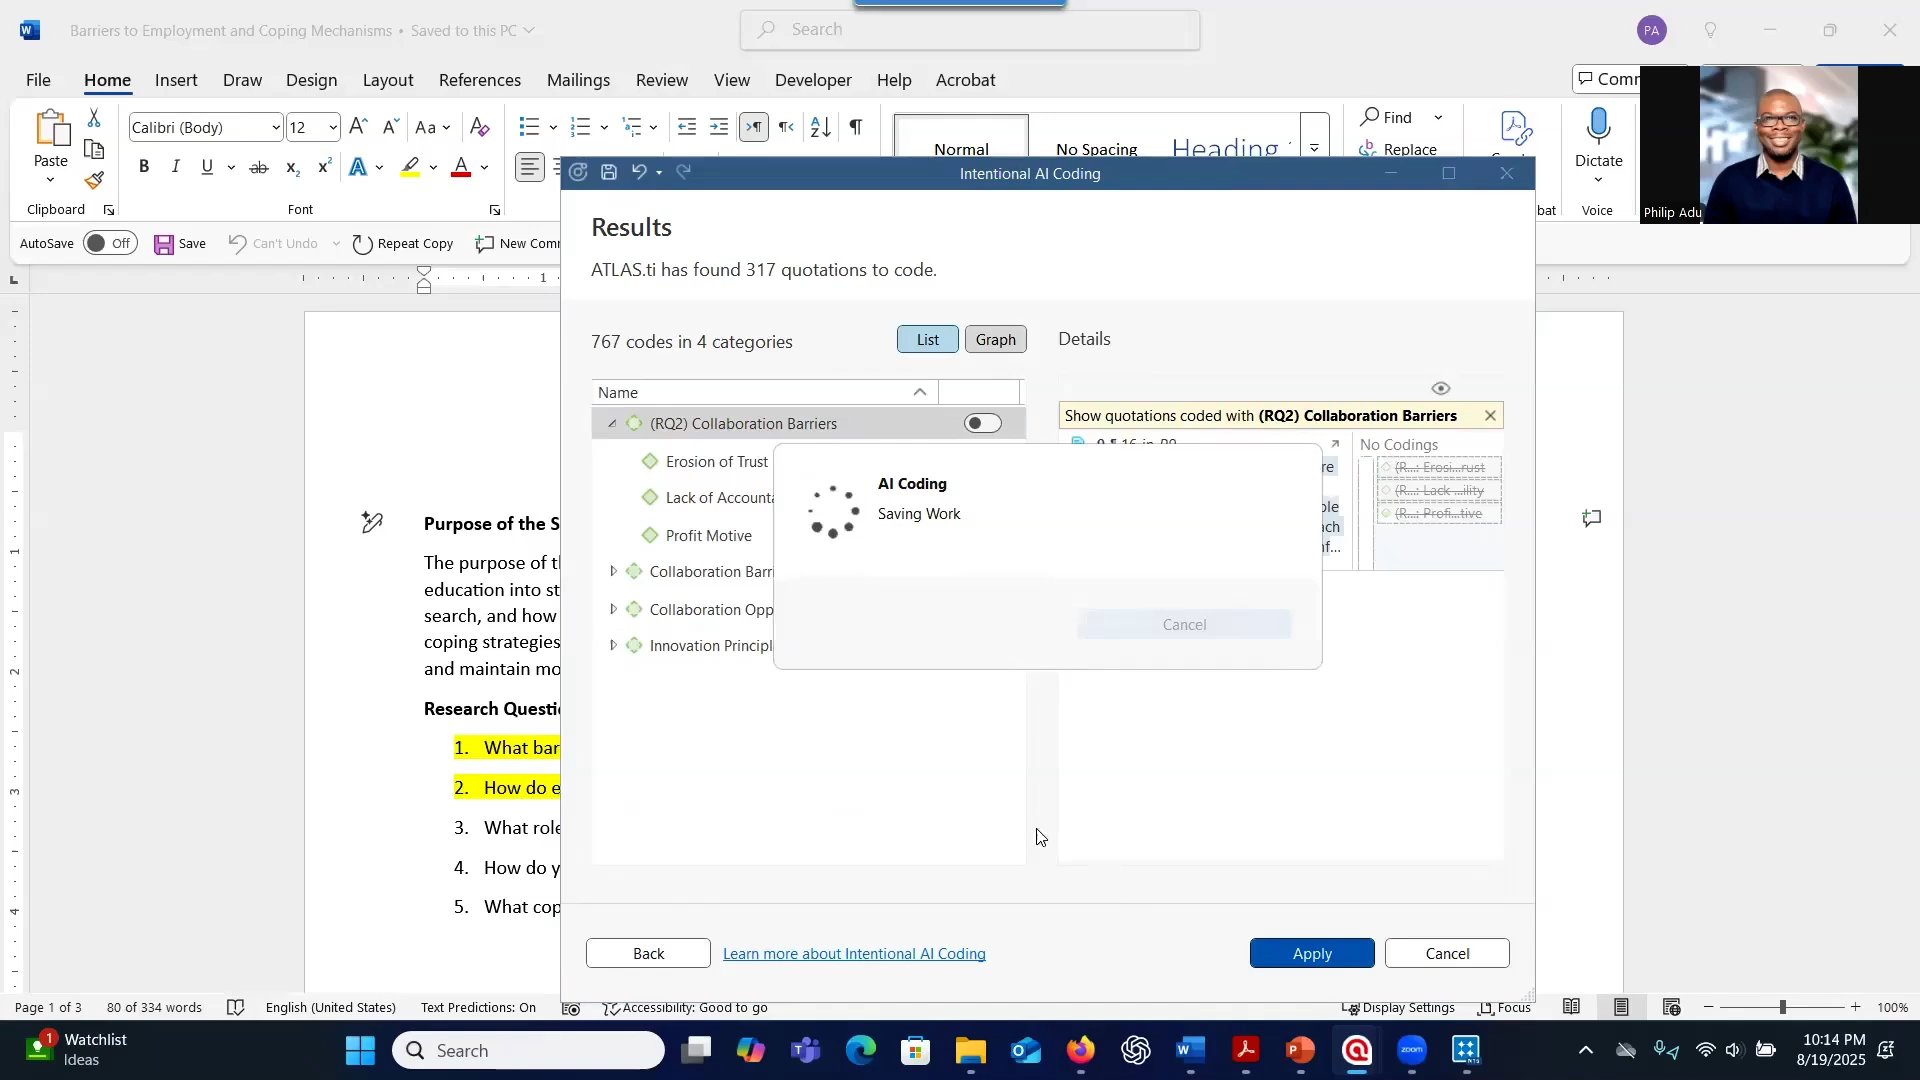 Barriers to Employment and Coping Mechanisms • Saved to this PC
Search
PA
File Home Insert Draw Design Layout References Mailings Review View Developer Help Acrobat
Paste
Clipboard
Calibri (Body) 12
Font
Normal
No Spacing
Heading
Find
Replace
Dictate
Voice
Philip Adu
AutoSave Off Save Can't Undo Repeat Copy
Intentional AI Coding
Results
ATLAS.ti has found 317 quotations to code.
767 codes in 4 categories
List Graph
Details
Name
(RQ2) Collaboration Barriers
Erosion of Trust
Profit Motive
Show quotations coded with (RQ2) Collaboration Barriers
No Codings
(R...: Erosi...rust
(R...: Lack ...ility
(R...: Profi...tive
AI Coding
Saving Work
Cancel
Purpose of the S
The purpose of t
education into st
search, and how
coping strategies
and maintain mo
Research Questi
1. What bar
2. How do e
3. What role
4. How do y
5. What cop
Back
Learn more about Intentional AI Coding
Apply Cancel
Page 1 of 3 80 of 334 words English (United States) Text Predictions: On Accessibility: Good to go Display Settings Focus 100%
1 Watchlist
Ideas
Search
zoom
10:14 PM
8/19/2025